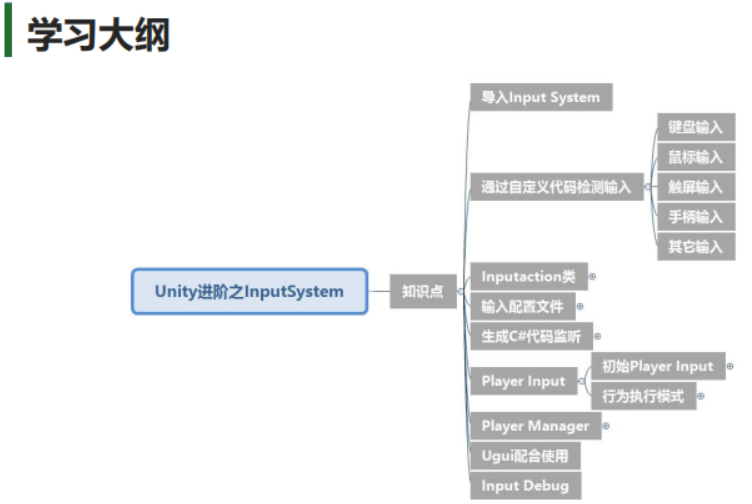 学习大纲
Unity进阶之InputSystem
知识点
导入Input System
通过自定义代码检测输入
键盘输入
鼠标输入
触屏输入
手柄输入
其它输入
Inputaction类
输入配置文件
生成C#代码监听
Player Input
初始Player Input
行为执行模式
Player Manager
Ugui配合使用
Input Debug